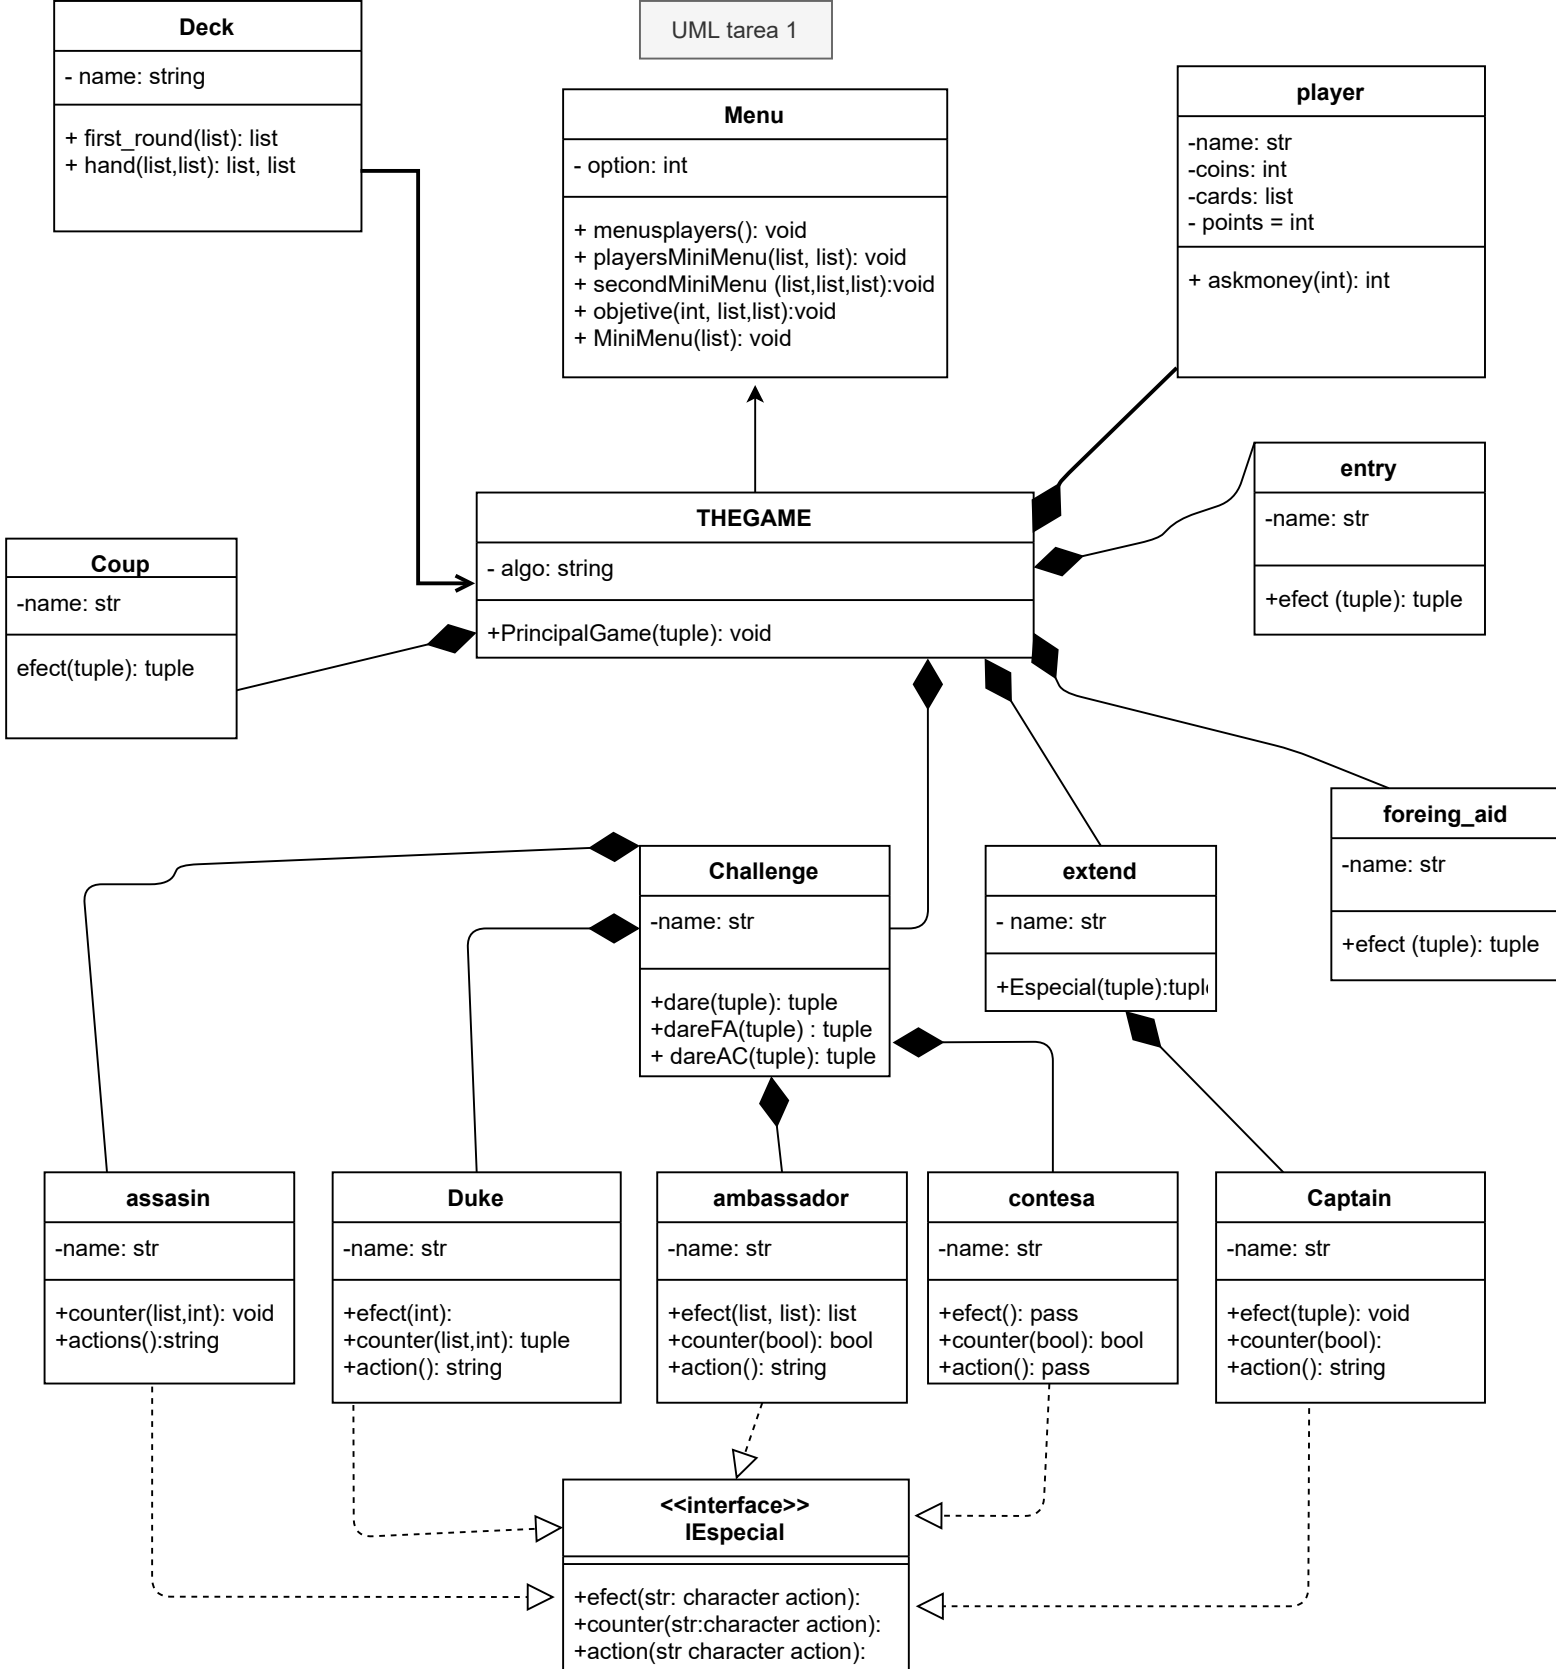 Deck
- name: string
+ first_round(list): list
+ hand(list,list): list, list
UML tarea 1
Menu
- option: int
+ menusplayers(): void
+ playersMiniMenu(list, list): void
+ secondMiniMenu (list,list,list):void
+ objetive(int, list,list):void
+ MiniMenu(list): void
player
-name: str
-coins: int
-cards: list
- points = int
+ askmoney(int): int
entry
-name: str
+efect (tuple): tuple
THEGAME
- algo: string
+PrincipalGame(tuple): void
Coup
-name: str
efect(tuple): tuple
foreing_aid
-name: str
+efect (tuple): tuple
Challenge
-name: str
+dare(tuple): tuple
+dareFA(tuple) : tuple
+ dareAC(tuple): tuple
extend
- name: str
+Especial(tuple):tupl
assasin
-name: str
+counter(list,int): void
+actions():string
Duke
-name: str
+efect(int):
+counter(list,int): tuple
+action(): string
ambassador
-name: str
+efect(list, list): list
+counter(bool): bool
+action(): string
contesa
-name: str
+efect(): pass
+counter(bool): bool
+action(): pass
Captain
-name: str
+efect(tuple): void
+counter(bool):
+action(): string
<<interface>>
IEspecial
+efect(str: character action):
+counter(str:character action):
+action(str character action):